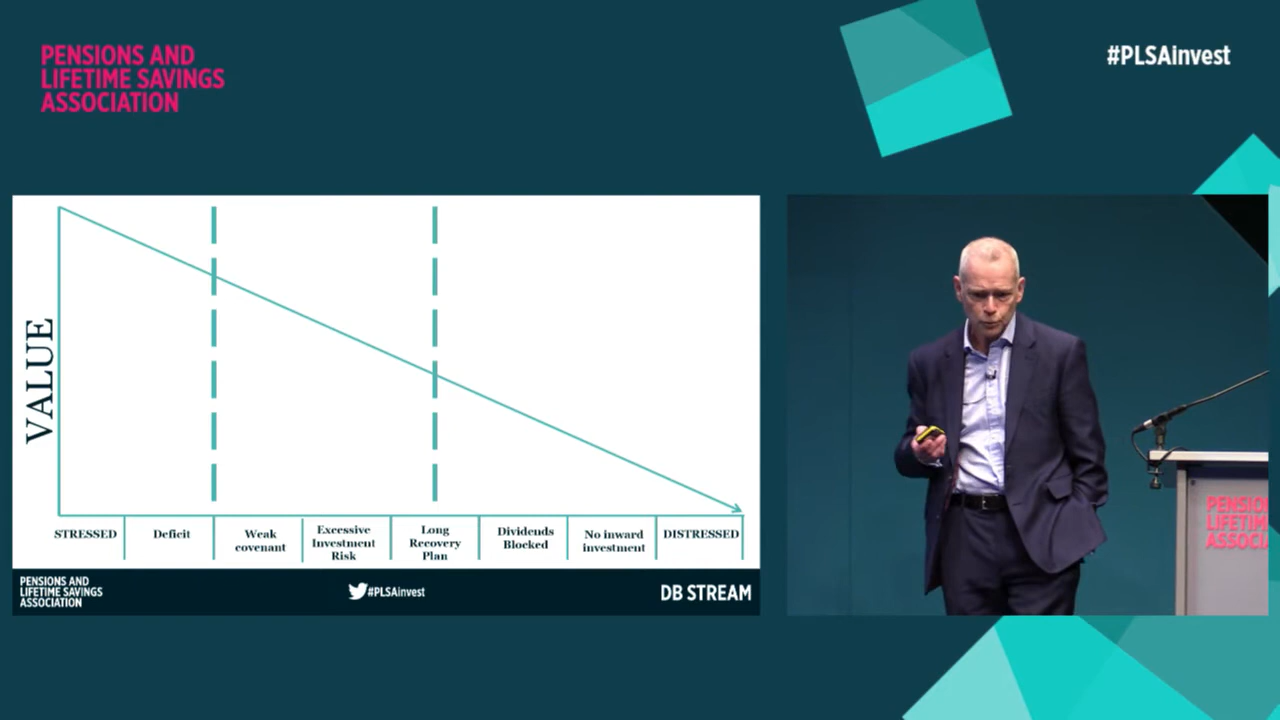 PENSIONS AND
LIFETIME SAVINGS
ASSOCIATION
#PLSAinvest
VALUE
STRESSED
Deficit
Weak
covenant
Excessive
Investment
Risk
Long
Recovery
Plan
Dividends
Blocked
No inward
investment
DISTRESSED
PENSIONS AND
LIFETIME SAVINGS
ASSOCIATION
#PLSAinvest
DB STREAM